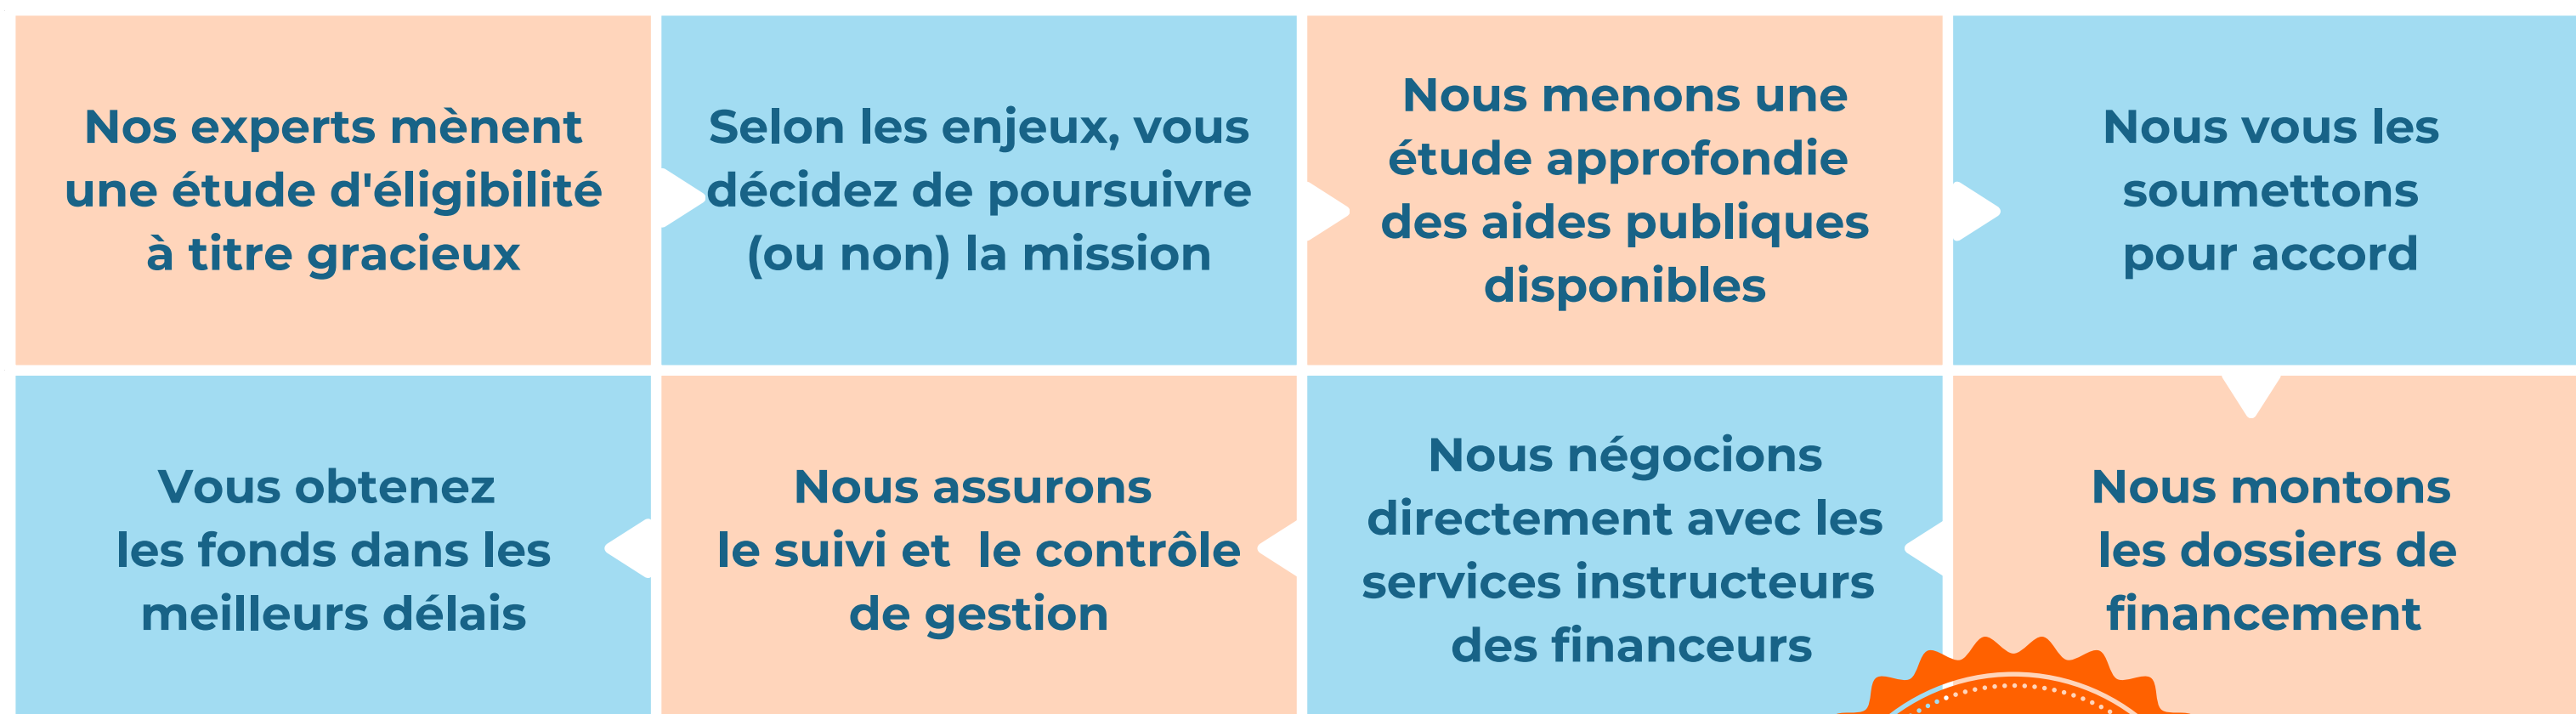 Nos experts mènent
une étude d'éligibilité
à titre gracieux
Selon les enjeux, vous
décidez de poursuivre
(ou non) la mission
Nous menons une
étude approfondie
des aides publiques
disponibles
Nous vous les
soumettons
pour accord
Nous montons
les dossiers de
financement
Nous négocions
directement avec les
services instructeurs
des financeurs
Nous assurons
le suivi et  le contrôle
de gestion
Vous obtenez
les fonds dans les
meilleurs délais